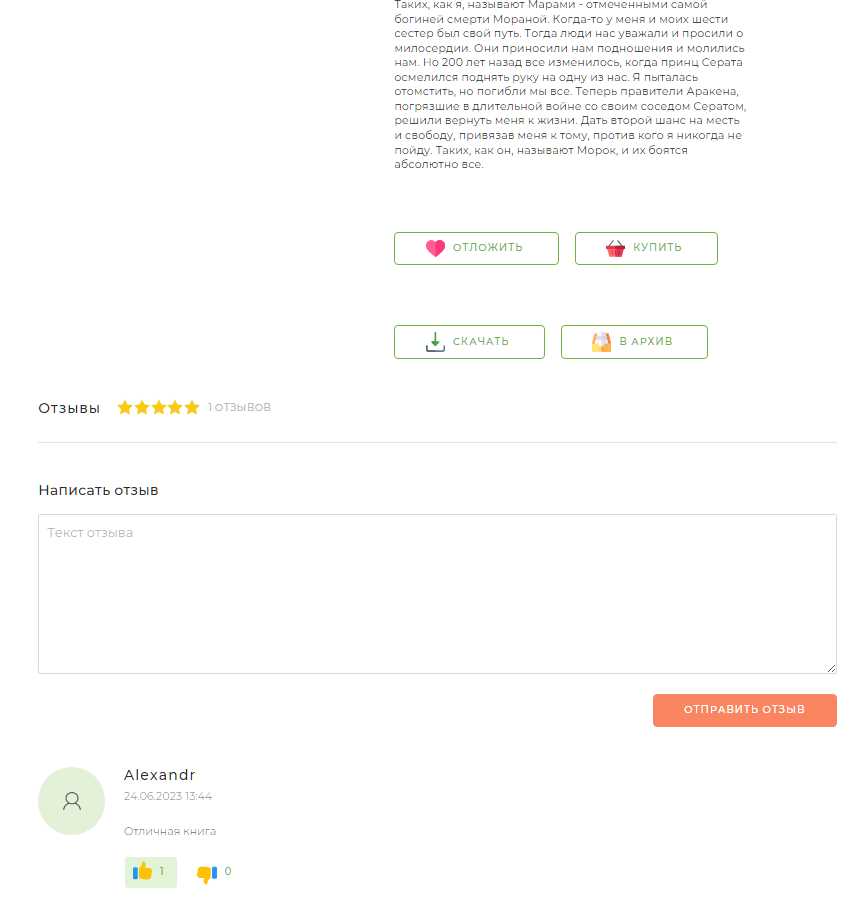 Таких, как я, называют Марами - отмеченными самой
богиней смерти Мораной. Когда-то у меня и моих шести
сестер был свой путь. Тогда люди нас уважали и просили о
милосердии. Они приносили нам подношения и молились
нам. Но 200 лет назад все изменилось, когда принц Серата
осмелился поднять руку на одну из нас. Я пыталась
отомстить, но погибли мы все. Теперь правители Аракена,
погрязшие в длительной войне со своим соседом Сератом,
решили вернуть меня к жизни. Дать второй шанс на месть
и свободу, привязав меня к тому, против кого я никогда не
пойду. Таких, как он, называют Морок, и их боятся
абсолютно все.
ОТЛОЖИТЬ КУПИТЬ
СКАЧАТЬ В АРХИВ
Отзывы 1 ОТЗЫВОВ
Написать отзыв
Текст отзыва
ОТПРАВИТЬ ОТЗЫВ
Alexandr
24.06.2023 13:44
Отличная книга
1 0